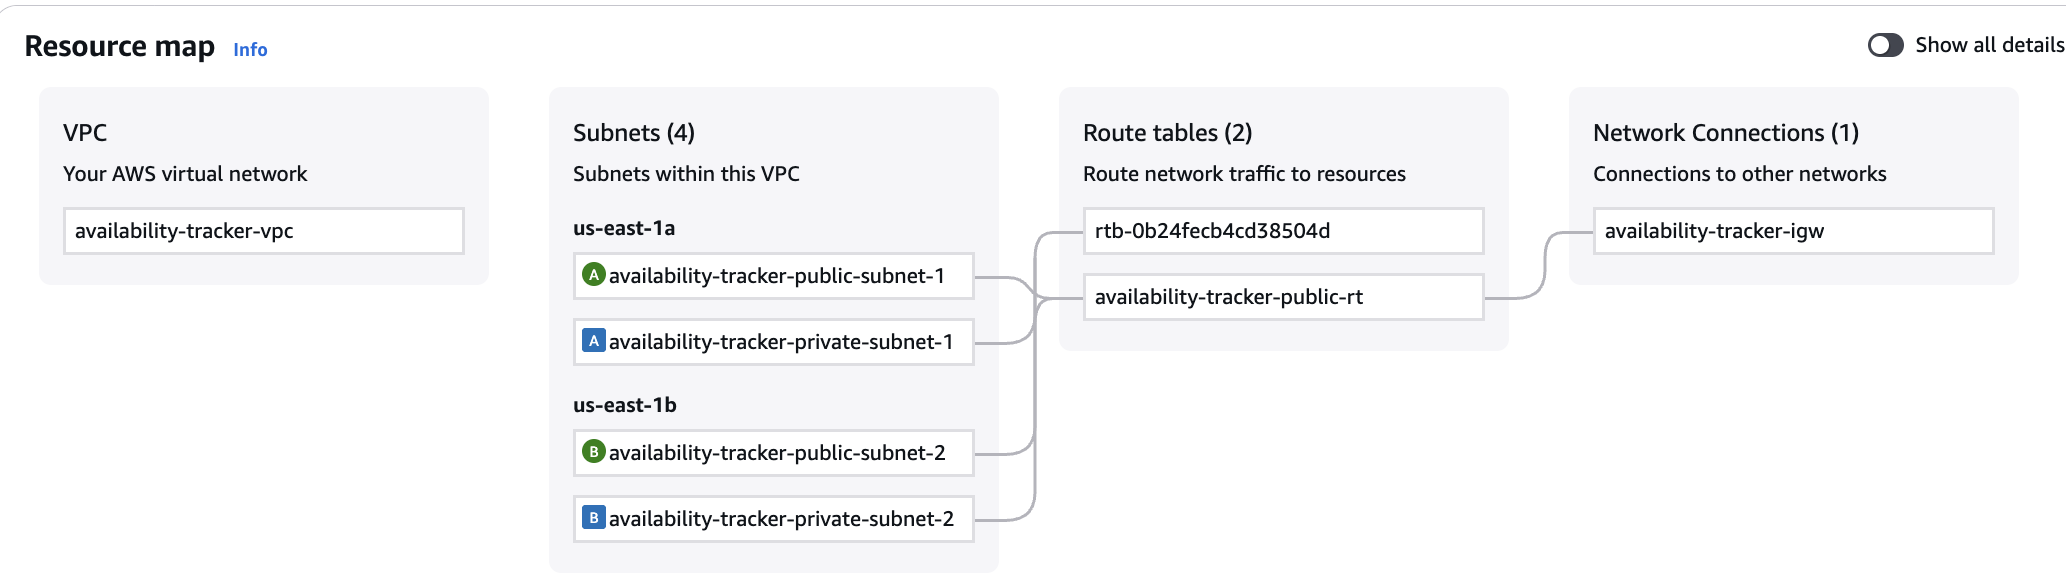 Resource map Info
Show all details
VPC
Your AWS virtual network
availability-tracker-vpc
Subnets (4)
Subnets within this VPC
us-east-1a
A availability-tracker-public-subnet-1
A availability-tracker-private-subnet-1
us-east-1b
B availability-tracker-public-subnet-2
B availability-tracker-private-subnet-2
Route tables (2)
Route network traffic to resources
rtb-0b24fecb4cd38504d
availability-tracker-public-rt
Network Connections (1)
Connections to other networks
availability-tracker-igw